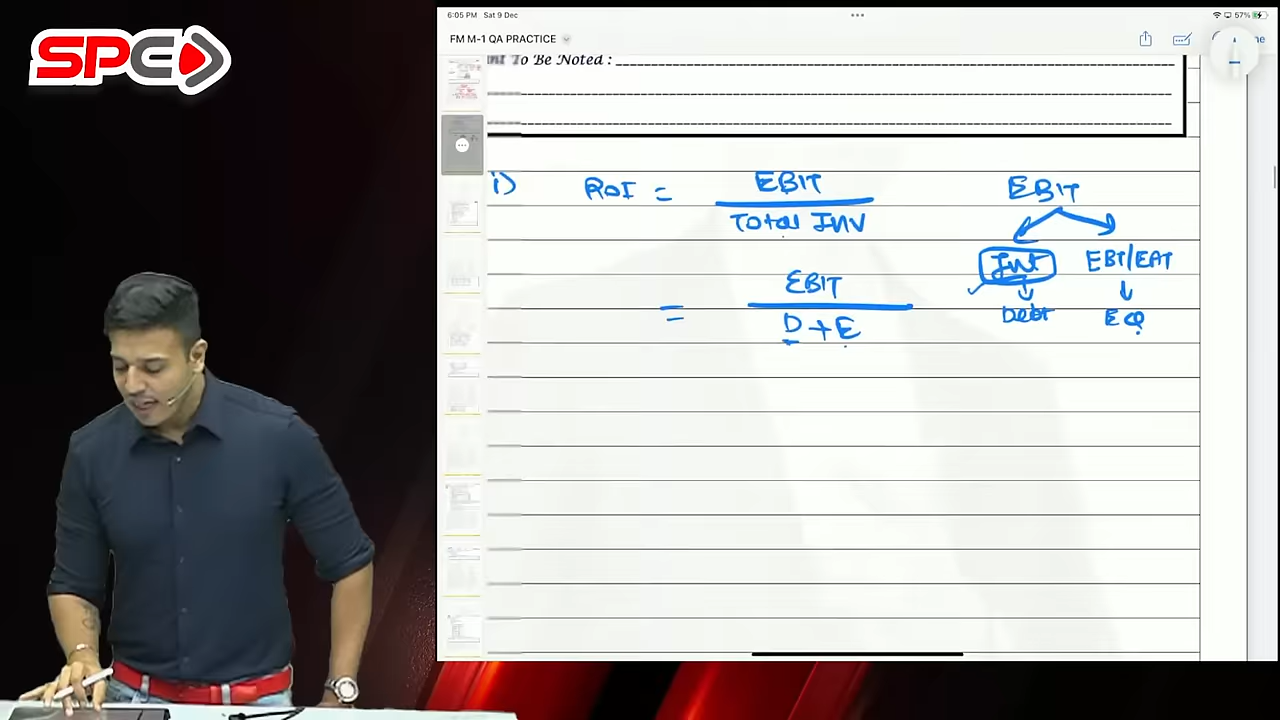 SPC
6:05 PM Sat 9 Dec
57%
FM M-1 QA PRACTICE
nt To Be Noted :
i) ROI = EBIT
Total INV
= EBIT
D + E
EBIT
Int EBT/EAT
Debt EQ